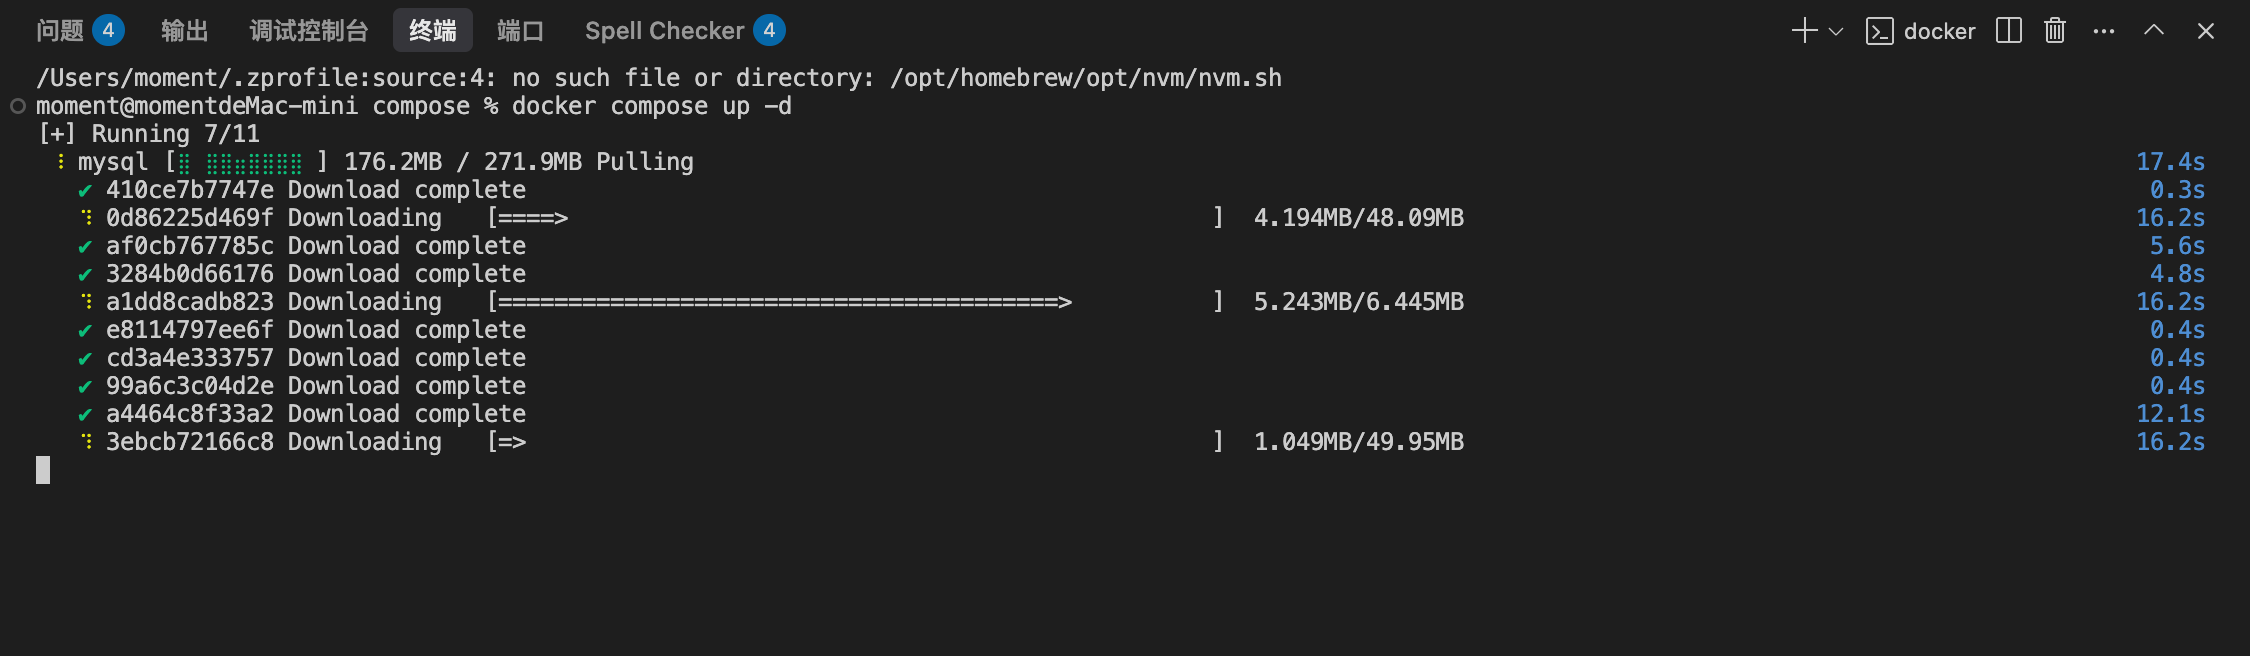 问题 4 输出 调试控制台 终端 端口 Spell Checker 4 docker
/Users/moment/.zprofile:source:4: no such file or directory: /opt/homebrew/opt/nvm/nvm.sh
moment@momentdeMac-mini compose % docker compose up -d
[+] Running 7/11
⠸ mysql [⣿ ⣿⣿⣤⣿⣿⣿⣿ ] 176.2MB / 271.9MB Pulling 17.4s
✔ 410ce7b7747e Download complete 0.3s
⠹ 0d86225d469f Downloading [====> ] 4.194MB/48.09MB 16.2s
✔ af0cb767785c Download complete 5.6s
✔ 3284b0d66176 Download complete 4.8s
⠹ a1dd8cadb823 Downloading [========================================> ] 5.243MB/6.445MB 16.2s
✔ e8114797ee6f Download complete 0.4s
✔ cd3a4e333757 Download complete 0.4s
✔ 99a6c3c04d2e Download complete 0.4s
✔ a4464c8f33a2 Download complete 12.1s
⠹ 3ebcb72166c8 Downloading [=> ] 1.049MB/49.95MB 16.2s